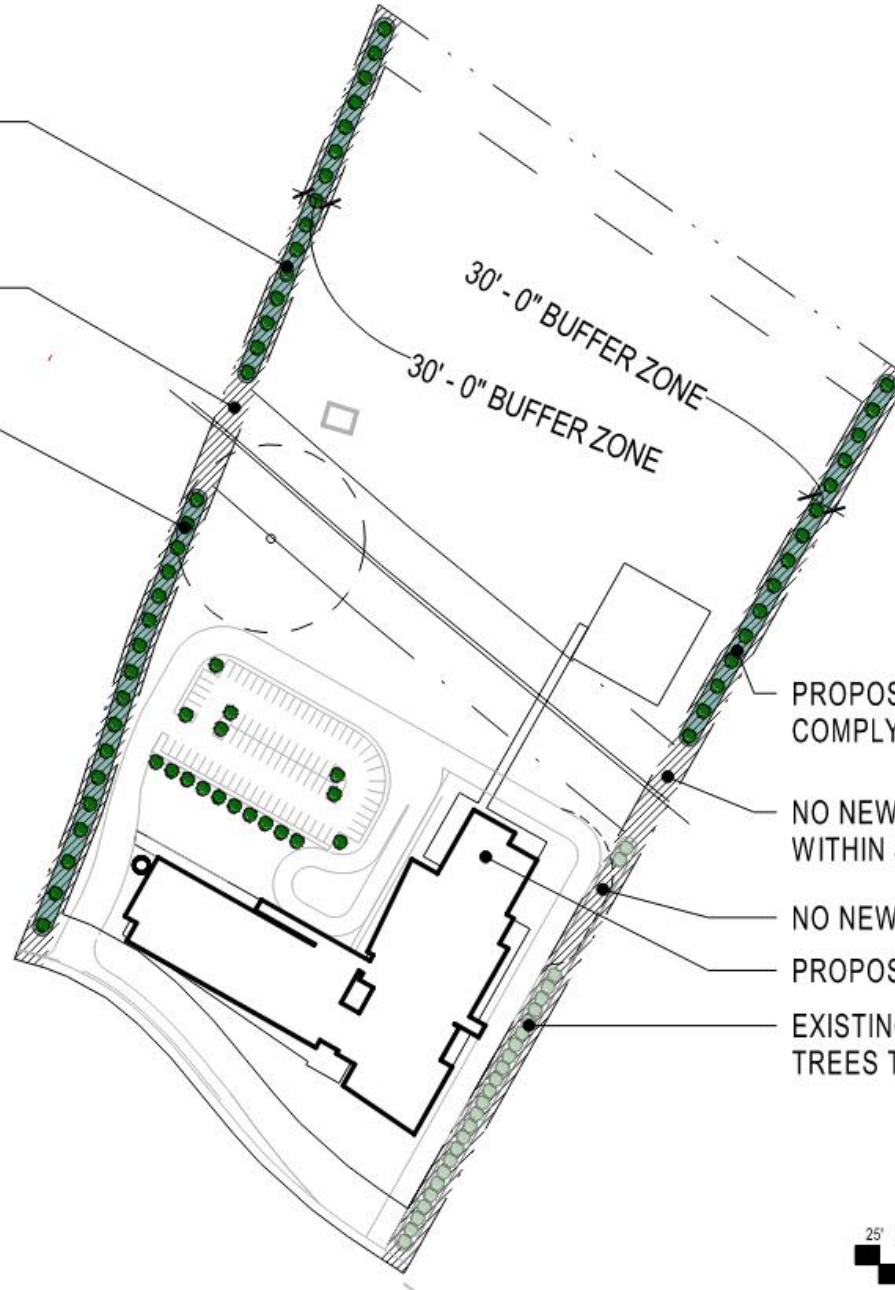 30' - 0" BUFFER ZONE
30' - 0" BUFFER ZONE
PROPOS
COMPLY
NO NEW
WITHIN
NO NEW
PROPOS
EXISTIN
TREES T
25'